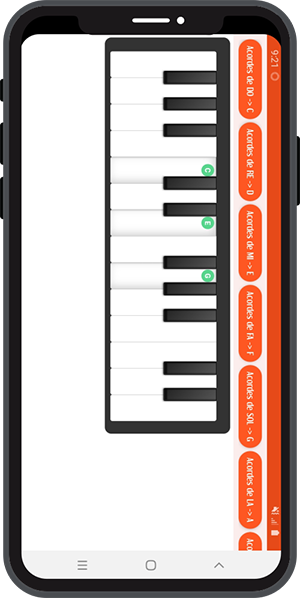 9:21
Acordes de DO -> C
Acordes de RE -> D
Acordes de MI -> E
Acordes de FA -> F
Acordes de SOL -> G
Acordes de LA -> A
Aco
C
E
G